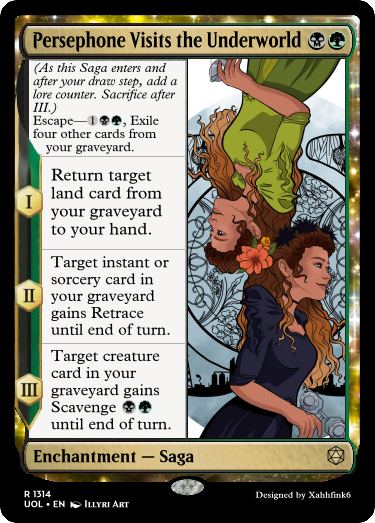 Persephone Visits the Underworld
(As this Saga enters and
after your draw step, add a
lore counter. Sacrifice after
III.)
Escape—1, Exile
four other cards from
your graveyard.
I
Return target
land card from
your graveyard
to your hand.
II
Target instant or
sorcery card in
your graveyard
gains Retrace
until end of turn.
III
Target creature
card in your
graveyard gains
Scavenge
until end of turn.
Enchantment — Saga
R 1314
UOL • EN Illyri Art
Designed by Xahhfink6